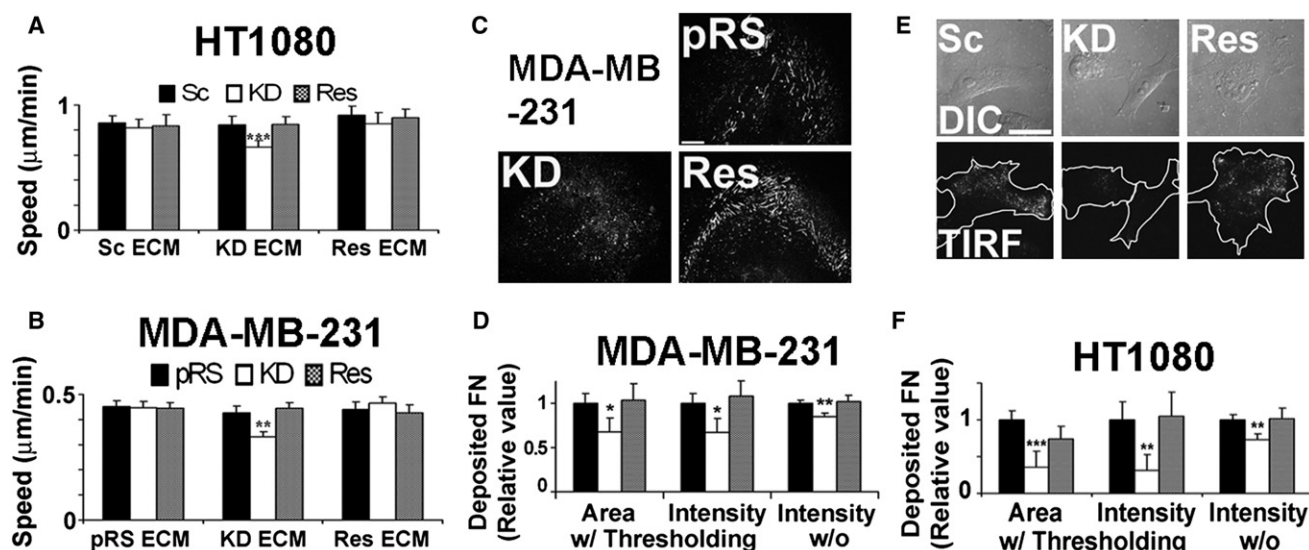 A
HT1080
Speed (μm/min)
1
0
Sc KD Res
***
Sc ECM KD ECM Res ECM
B
MDA-MB-231
Speed (μm/min)
0.5
0
pRS KD Res
**
pRS ECM KD ECM Res ECM
C
MDA-MB
-231
pRS
KD
Res
D
MDA-MB-231
Deposited FN
(Relative value)
1
0.5
0
* * **
Area Intensity Intensity
w/ Thresholding w/o
E
Sc KD Res
DIC
TIRF
F
HT1080
Deposited FN
(Relative value)
1
0
*** ** **
Area Intensity Intensity
w/ Thresholding w/o